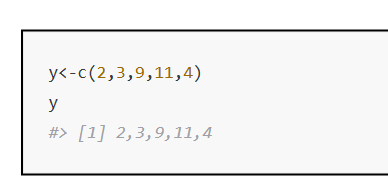 y<-c(2,3,9,11,4)
y
#> [1] 2,3,9,11,4